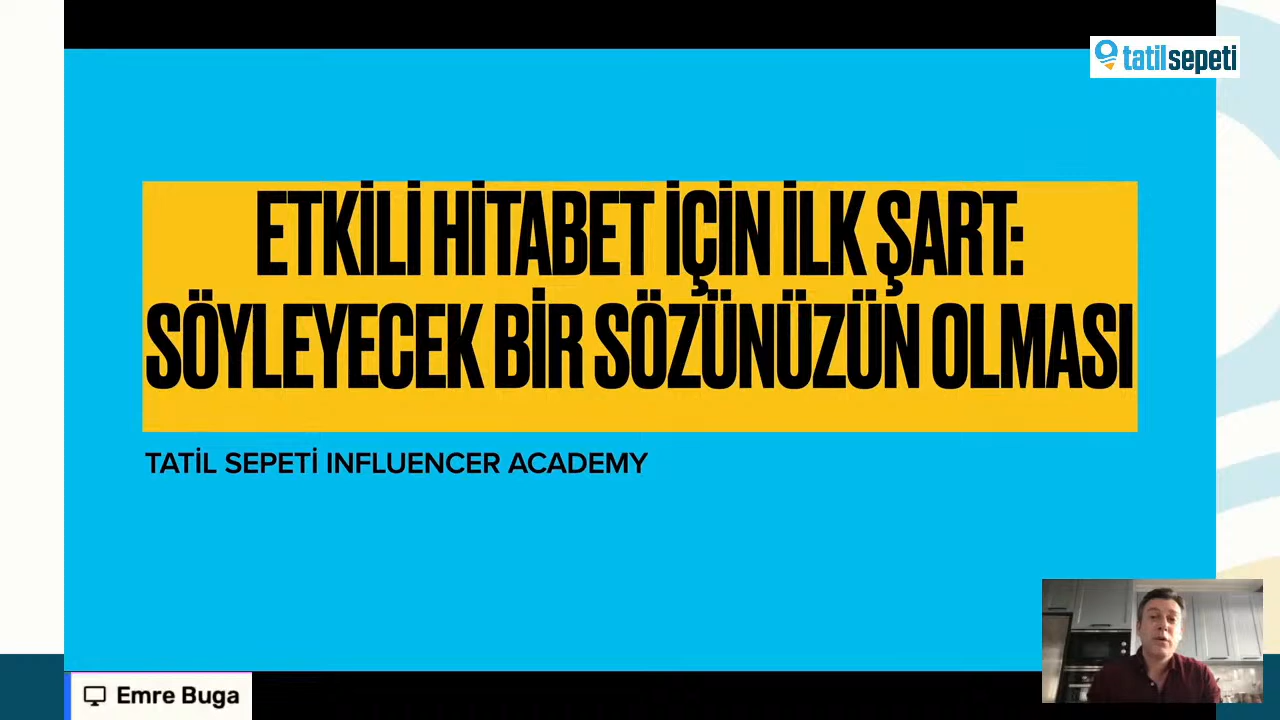 tatilsepeti
ETKİLİ HİTABET İÇİN İLK ŞART:
SÖYLEYECEK BİR SÖZÜNÜZÜN OLMASI
TATİL SEPETİ INFLUENCER ACADEMY
Emre Buga